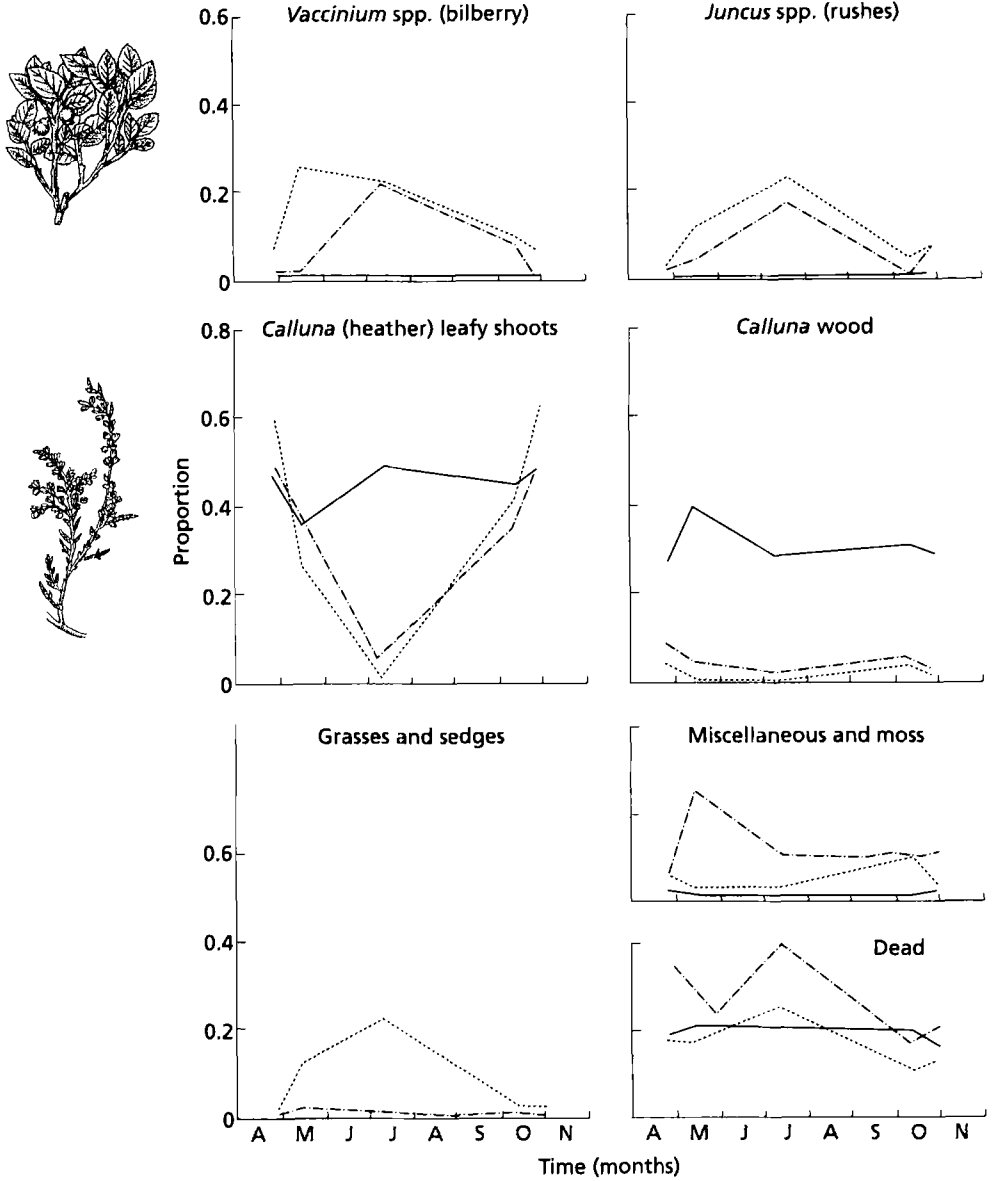 Vaccinium spp. (bilberry)
0.6
0.4
0.2
0
Juncus spp. (rushes)
Calluna (heather) leafy shoots
0.8
0.6
0.4
0.2
0
Proportion
Calluna wood
Grasses and sedges
0.6
0.4
0.2
0
A M J J A S O N
Miscellaneous and moss
Dead
A M J J A S O N
Time (months)